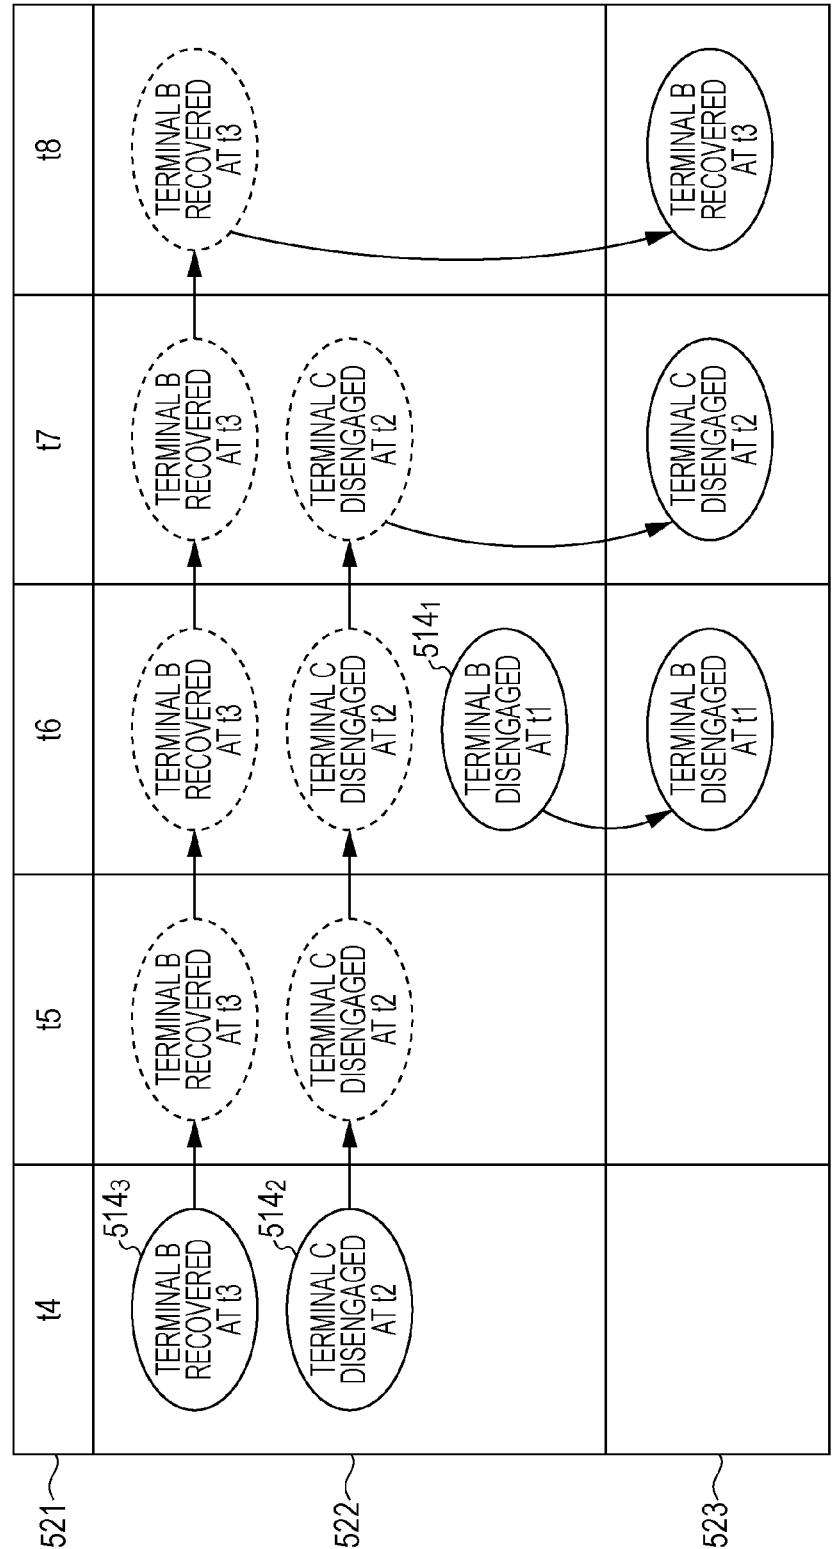 521
t4
t5
t6
t7
t8
522
TERMINAL B
RECOVERED
AT t3
514₃
TERMINAL B
RECOVERED
AT t3
TERMINAL B
RECOVERED
AT t3
TERMINAL B
RECOVERED
AT t3
TERMINAL B
RECOVERED
AT t3
TERMINAL C
DISENGAGED
AT t2
514₂
TERMINAL C
DISENGAGED
AT t2
TERMINAL C
DISENGAGED
AT t2
TERMINAL C
DISENGAGED
AT t2
TERMINAL B
DISENGAGED
AT t1
514₁
523
TERMINAL B
DISENGAGED
AT t1
TERMINAL C
DISENGAGED
AT t2
TERMINAL B
RECOVERED
AT t3